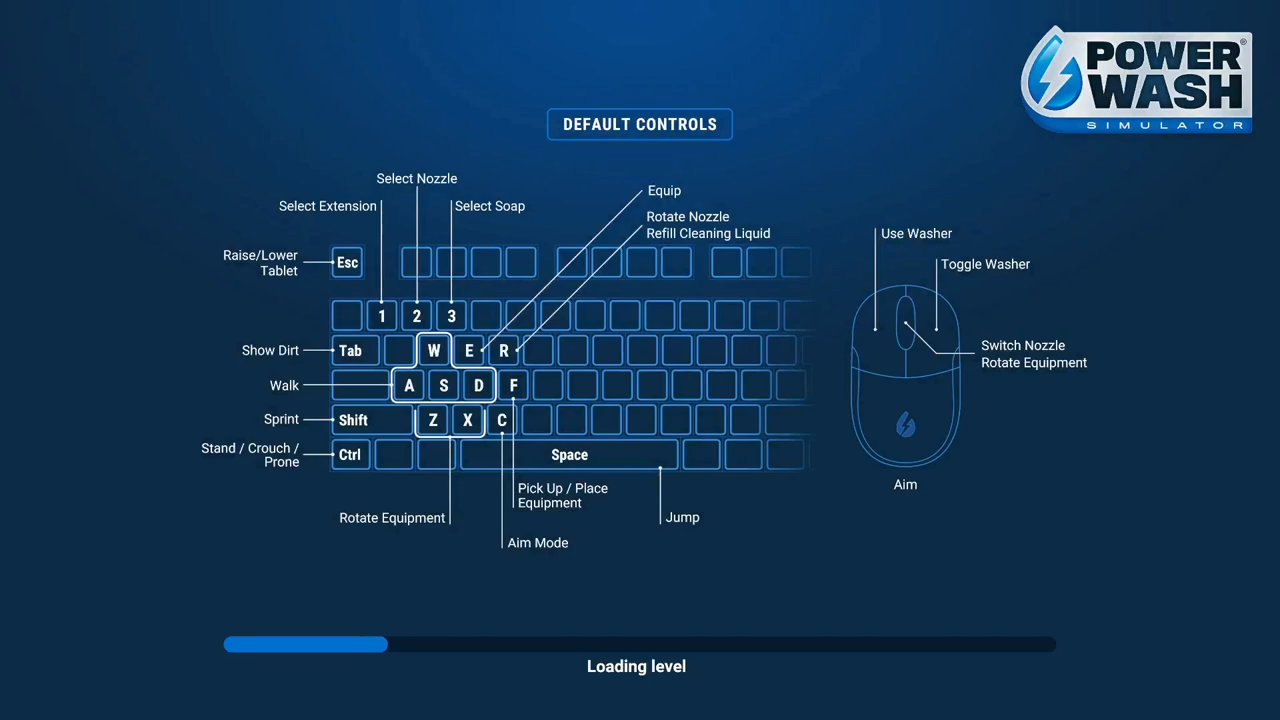 POWER
WASH®
SIMULATOR
DEFAULT CONTROLS
Select Nozzle
Select Extension
Select Soap
Equip
Rotate Nozzle
Refill Cleaning Liquid
Raise/Lower
Tablet
Esc
1 2 3
Show Dirt
Tab W E R
Walk
A S D F
Sprint
Shift Z X C
Stand / Crouch /
Prone
Ctrl Space
Pick Up / Place
Equipment
Rotate Equipment
Jump
Aim Mode
Use Washer
Toggle Washer
Switch Nozzle
Rotate Equipment
Aim
Loading level